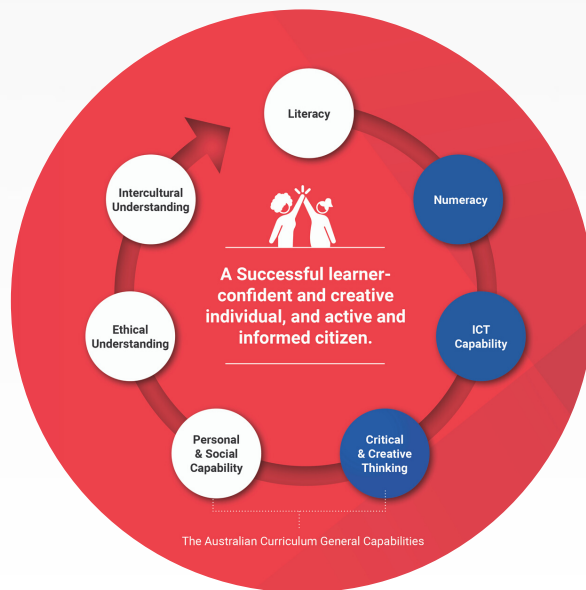 Literacy
Numeracy
ICT
Capability
Critical
& Creative
Thinking
Personal
& Social
Capability
Ethical
Understanding
Intercultural
Understanding
A Successful learner-
confident and creative
individual, and active and
informed citizen.
The Australian Curriculum General Capabilities